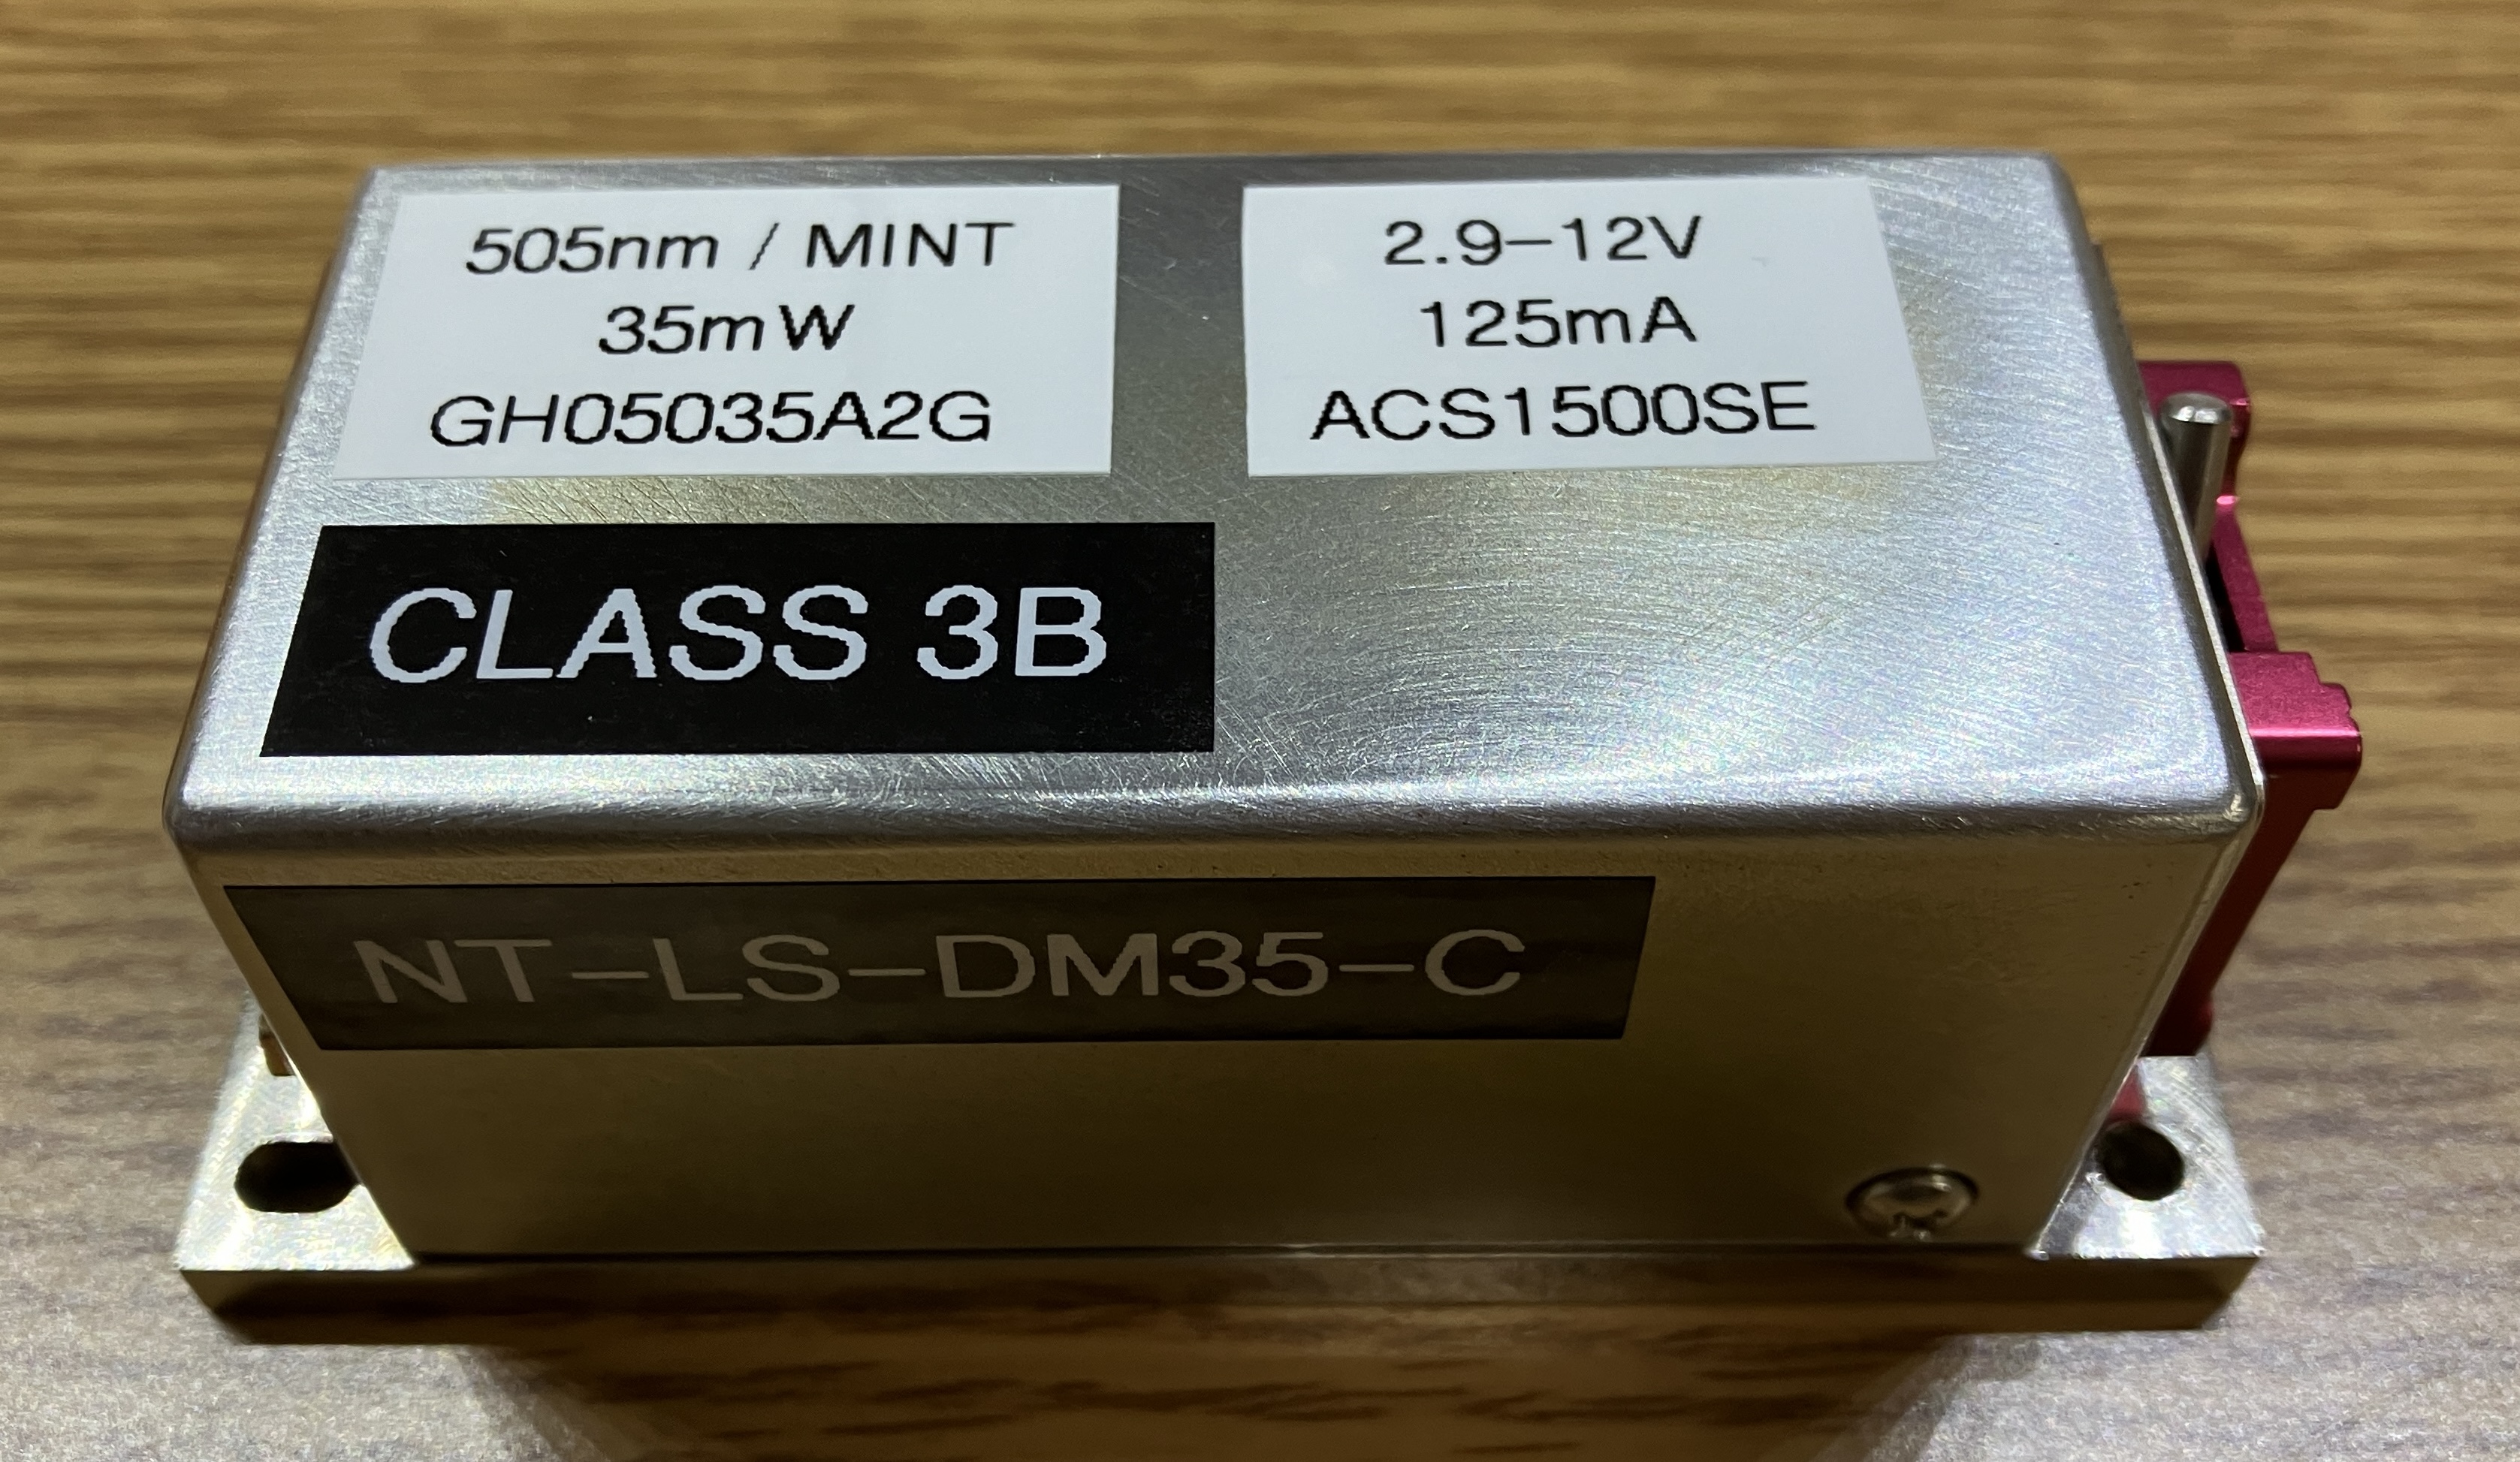 505nm / MINT
35mW
GH05035A2G
2.9-12V
125mA
ACS1500SE
CLASS 3B
NT-LS-DM35-C